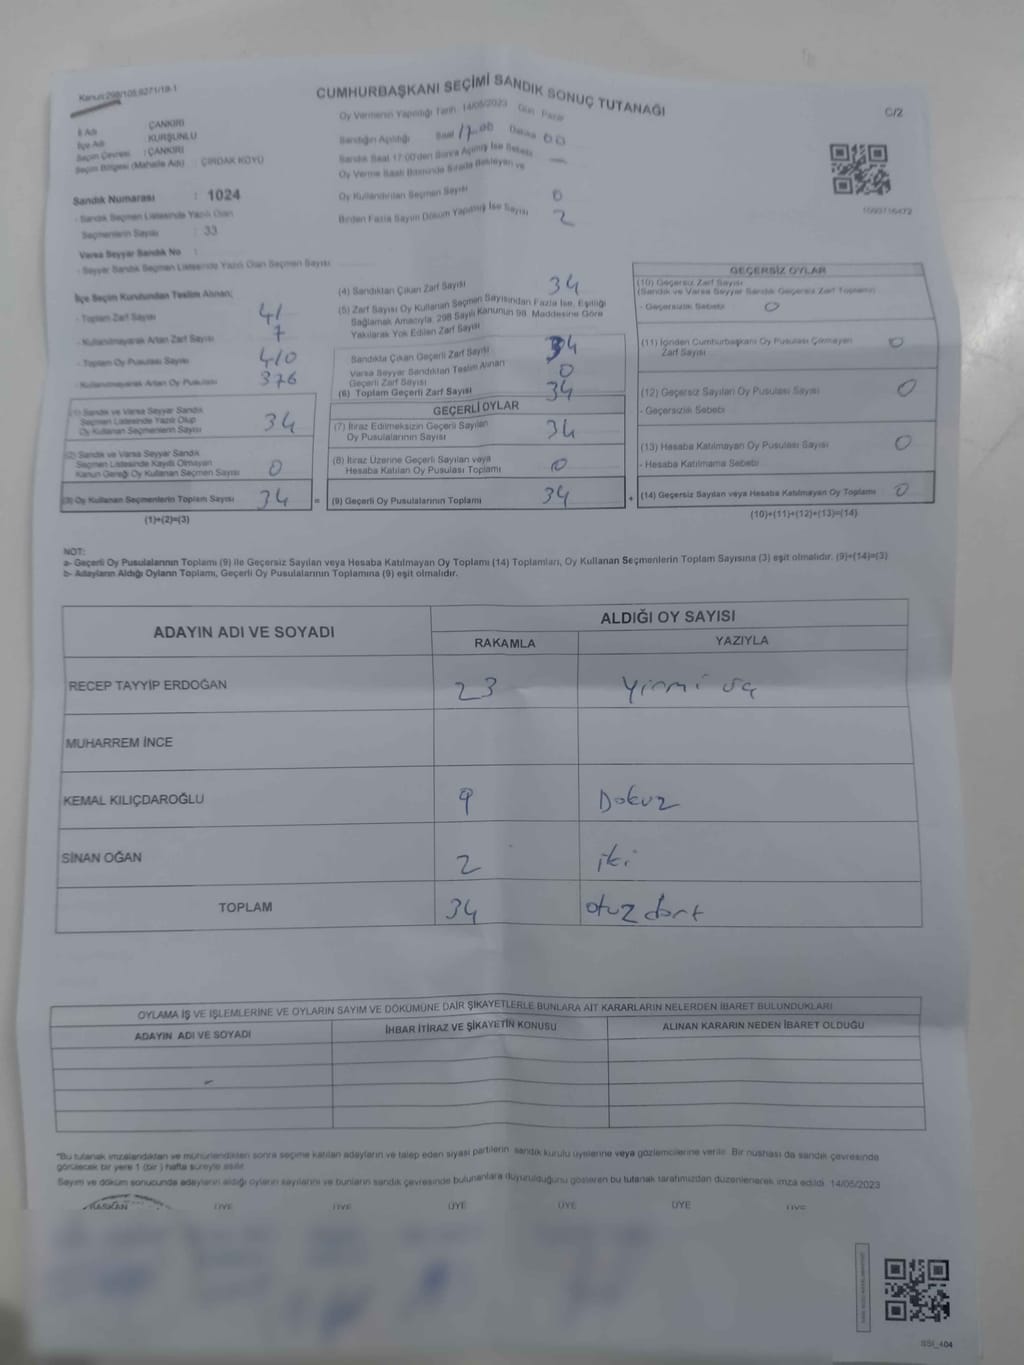 Kanun:298/105,6271/18-1
CUMHURBAŞKANI SEÇİMİ SANDIK SONUÇ TUTANAĞI
C/2
İl Adı : ÇANKIRI
İlçe Adı : KURŞUNLU
Seçim Çevresi : ÇANKIRI
Seçim Bölgesi (Mahalle Adı) : ÇIRDAK KÖYÜ
Sandık Numarası : 1024
- Sandık Seçmen Listesinde Yazılı Olan
Seçmenlerin Sayısı : 33
Varsa Seyyar Sandık No :
- Seyyar Sandık Seçmen Listesinde Yazılı Olan Seçmen Sayısı
Oy Vermenin Yapıldığı Tarih 14/05/2023 Gün Pazar
Sandığın Açıldığı Saat 17.00 Dakika 00
Sandık Saat 17:00'den Sonra Açılmış İse Sebebi
Oy Verme Saati Bitiminde Sırada Bekleyen ve
Oy Kullandırılan Seçmen Sayısı 0
Birden Fazla Sayım Döküm Yapılmış İse Sayısı 2
İlçe Seçim Kurulundan Teslim Alınan;
- Toplam Zarf Sayısı 41
- Kullanılmayarak Artan Zarf Sayısı 7
- Toplam Oy Pusulası Sayısı 410
- Kullanılmayarak Artan Oy Pusulası 376
(1) Sandık ve Varsa Seyyar Sandık
Seçmen Listesinde Yazılı Olup
Oy Kullanan Seçmenlerin Sayısı 34
(2) Sandık ve Varsa Seyyar Sandık
Seçmen Listesinde Kayıtlı Olmayan
Kanun Gereği Oy Kullanan Seçmen Sayısı 0
(3) Oy Kullanan Seçmenlerin Toplam Sayısı 34 =
(1)+(2)=(3)
(4) Sandıktan Çıkan Zarf Sayısı 34
(5) Zarf Sayısı Oy Kullanan Seçmen Sayısından Fazla İse, Eşitliği
Sağlamak Amacıyla, 298 Sayılı Kanunun 98. Maddesine Göre
Yakılarak Yok Edilen Zarf Sayısı
Sandıkta Çıkan Geçerli Zarf Sayısı 34
Varsa Seyyar Sandıktan Teslim Alınan
Geçerli Zarf Sayısı 0
(6) Toplam Geçerli Zarf Sayısı 34
GEÇERLİ OYLAR
(7) İtiraz Edilmeksizin Geçerli Sayılan
Oy Pusulalarının Sayısı 34
(8) İtiraz Üzerine Geçerli Sayılan veya
Hesaba Katılan Oy Pusulası Toplamı 0
(9) Geçerli Oy Pusulalarının Toplamı 34 +
GEÇERSİZ OYLAR
(10) Geçersiz Zarf Sayısı
(Sandık ve Varsa Seyyar Sandık Geçersiz Zarf Toplamı)
- Geçersizlik Sebebi 0
(11) İçinden Cumhurbaşkanı Oy Pusulası Çıkmayan
Zarf Sayısı 0
(12) Geçersiz Sayılan Oy Pusulası Sayısı 0
- Geçersizlik Sebebi
(13) Hesaba Katılmayan Oy Pusulası Sayısı 0
- Hesaba Katılmama Sebebi
(14) Geçersiz Sayılan veya Hesaba Katılmayan Oy Toplamı 0
(10)+(11)+(12)+(13)=(14)
NOT:
a- Geçerli Oy Pusulalarının Toplamı (9) ile Geçersiz Sayılan veya Hesaba Katılmayan Oy Toplamı (14) Toplamları, Oy Kullanan Seçmenlerin Toplam Sayısına (3) eşit olmalıdır. (9)+(14)=(3)
b- Adayların Aldığı Oyların Toplamı, Geçerli Oy Pusulalarının Toplamına (9) eşit olmalıdır.
ADAYIN ADI VE SOYADI
ALDIĞI OY SAYISI
RAKAMLA YAZIYLA
RECEP TAYYİP ERDOĞAN 23 Yirmi üç
MUHARREM İNCE
KEMAL KILIÇDAROĞLU 9 Dokuz
SİNAN OĞAN 2 iki
TOPLAM 34 otuz dört
OYLAMA İŞ VE İŞLEMLERİNE VE OYLARIN SAYIM VE DÖKÜMÜNE DAİR ŞİKAYETLERLE BUNLARA AİT KARARLARIN NELERDEN İBARET BULUNDUKLARI
ADAYIN ADI VE SOYADI İHBAR İTİRAZ VE ŞİKAYETİN KONUSU ALINAN KARARIN NEDEN İBARET OLDUĞU
*Bu tutanak imzalandıktan ve mühürlendikten sonra seçime katılan adayların ve talep eden siyasi partilerin sandık kurulu üyelerine veya gözlemcilerine verilir. Bir nüshası da sandık çevresinde
görülecek bir yere 1 (bir) hafta süreyle asılır.
Sayım ve döküm sonucunda adayların aldığı oyların sayılarını ve bunların sandık çevresinde bulunanlara duyurulduğunu gösteren bu tutanak tarafımızdan düzenlenerek imza edildi. 14/05/2023
BAŞKAN ÜYE ÜYE ÜYE ÜYE ÜYE ÜYE